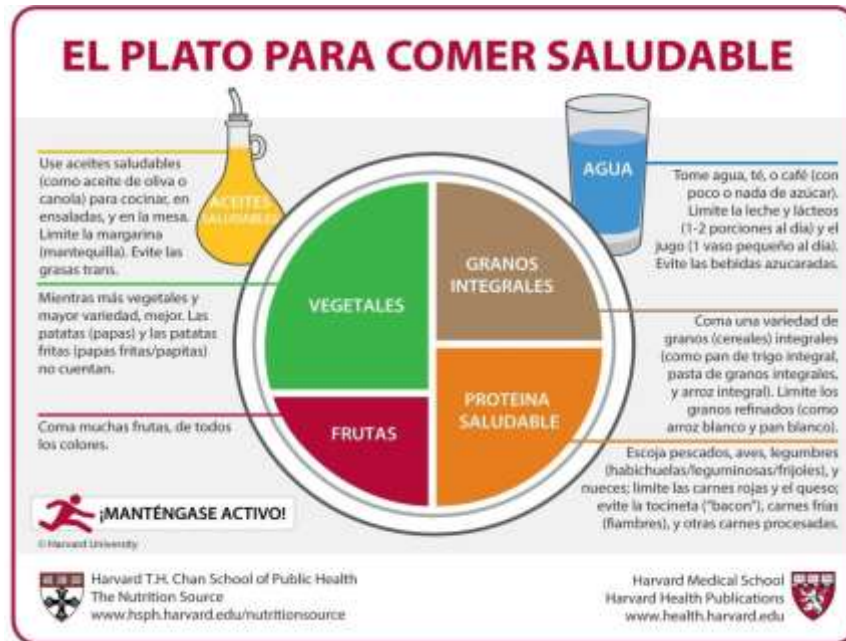 EL PLATO PARA COMER SALUDABLE
Use aceites saludables
(como aceite de oliva o
canola) para cocinar, en
ensaladas, y en la mesa.
Limite la margarina
(mantequilla). Evite las
grasas trans.
ACEITES
SALUDABLES
AGUA
Tome agua, té, o café (con
poco o nada de azúcar).
Limite la leche y lácteos
(1-2 porciones al día) y el
jugo (1 vaso pequeño al día).
Evite las bebidas azucaradas.
Mientras más vegetales y
mayor variedad, mejor. Las
patatas (papas) y las patatas
fritas (papas fritas/papitas)
no cuentan.
VEGETALES
GRANOS
INTEGRALES
Coma una variedad de
granos (cereales) integrales
(como pan de trigo integral,
pasta de granos integrales,
y arroz integral). Limite los
granos refinados (como
arroz blanco y pan blanco).
Coma muchas frutas, de todos
los colores.
FRUTAS
PROTEINA
SALUDABLE
Escoja pescados, aves, legumbres
(habichuelas/leguminosas/frijoles), y
nueces; limite las carnes rojas y el queso;
evite la tocineta ("bacon"), carnes frías
(fiambres), y otras carnes procesadas.
¡MANTÉNGASE ACTIVO!
© Harvard University
Harvard T.H. Chan School of Public Health
The Nutrition Source
www.hsph.harvard.edu/nutritionsource
Harvard Medical School
Harvard Health Publications
www.health.harvard.edu